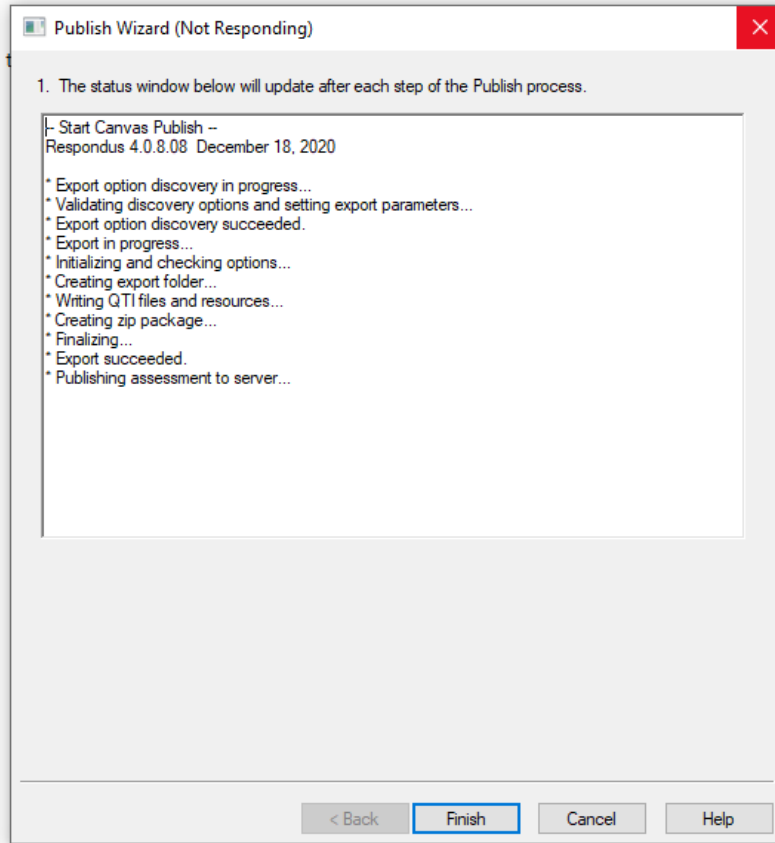 Publish Wizard (Not Responding)
t
1. The status window below will update after each step of the Publish process.
-- Start Canvas Publish --
Respondus 4.0.8.08 December 18, 2020
* Export option discovery in progress...
* Validating discovery options and setting export parameters...
* Export option discovery succeeded.
* Export in progress...
* Initializing and checking options...
* Creating export folder...
* Writing QTI files and resources...
* Creating zip package...
* Finalizing...
* Export succeeded.
* Publishing assessment to server...
< Back Finish Cancel Help